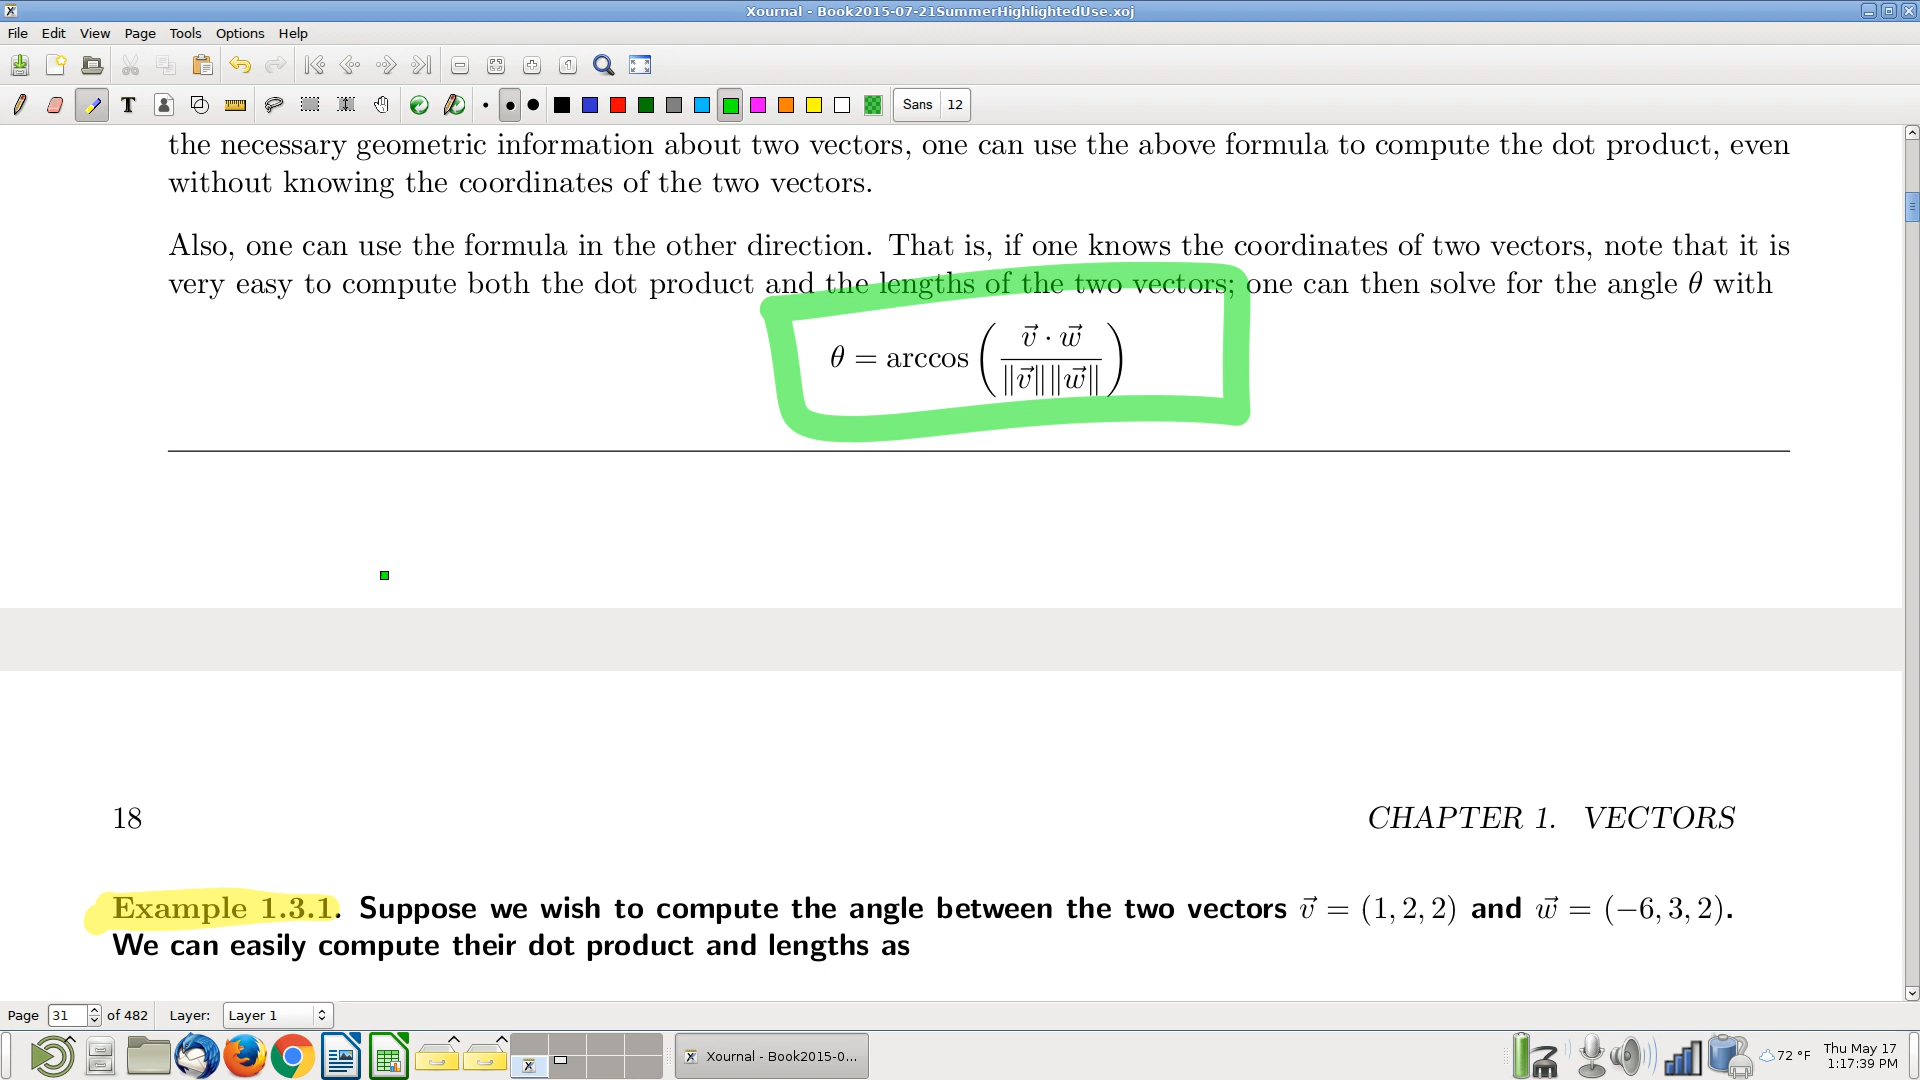 Xournal - Book2015-07-21SummerHighlightedUse.xoj
File Edit View Page Tools Options Help
Sans 12
the necessary geometric information about two vectors, one can use the above formula to compute the dot product, even
without knowing the coordinates of the two vectors.
Also, one can use the formula in the other direction. That is, if one knows the coordinates of two vectors, note that it is
very easy to compute both the dot product and the lengths of the two vectors; one can then solve for the angle θ with
θ = arccos ( v⃗ · w⃗ / ‖v⃗‖‖w⃗‖ )
18 CHAPTER 1. VECTORS
Example 1.3.1. Suppose we wish to compute the angle between the two vectors v⃗ = (1, 2, 2) and w⃗ = (−6, 3, 2).
We can easily compute their dot product and lengths as
Page 31 of 482 Layer: Layer 1
Xournal - Book2015-0...
72 °F
Thu May 17
1:17:39 PM